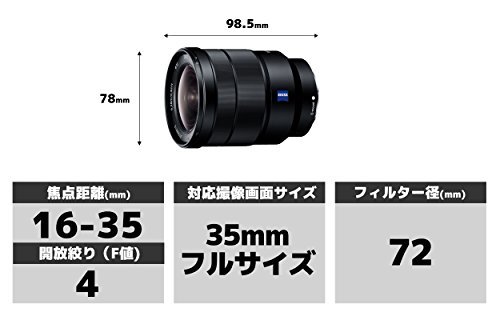 98.5mm
78mm
ZEISS
焦点距離(mm)
16-35
開放絞り（F値）
4
対応撮像画面サイズ
35mm
フルサイズ
フィルター径(mm)
72